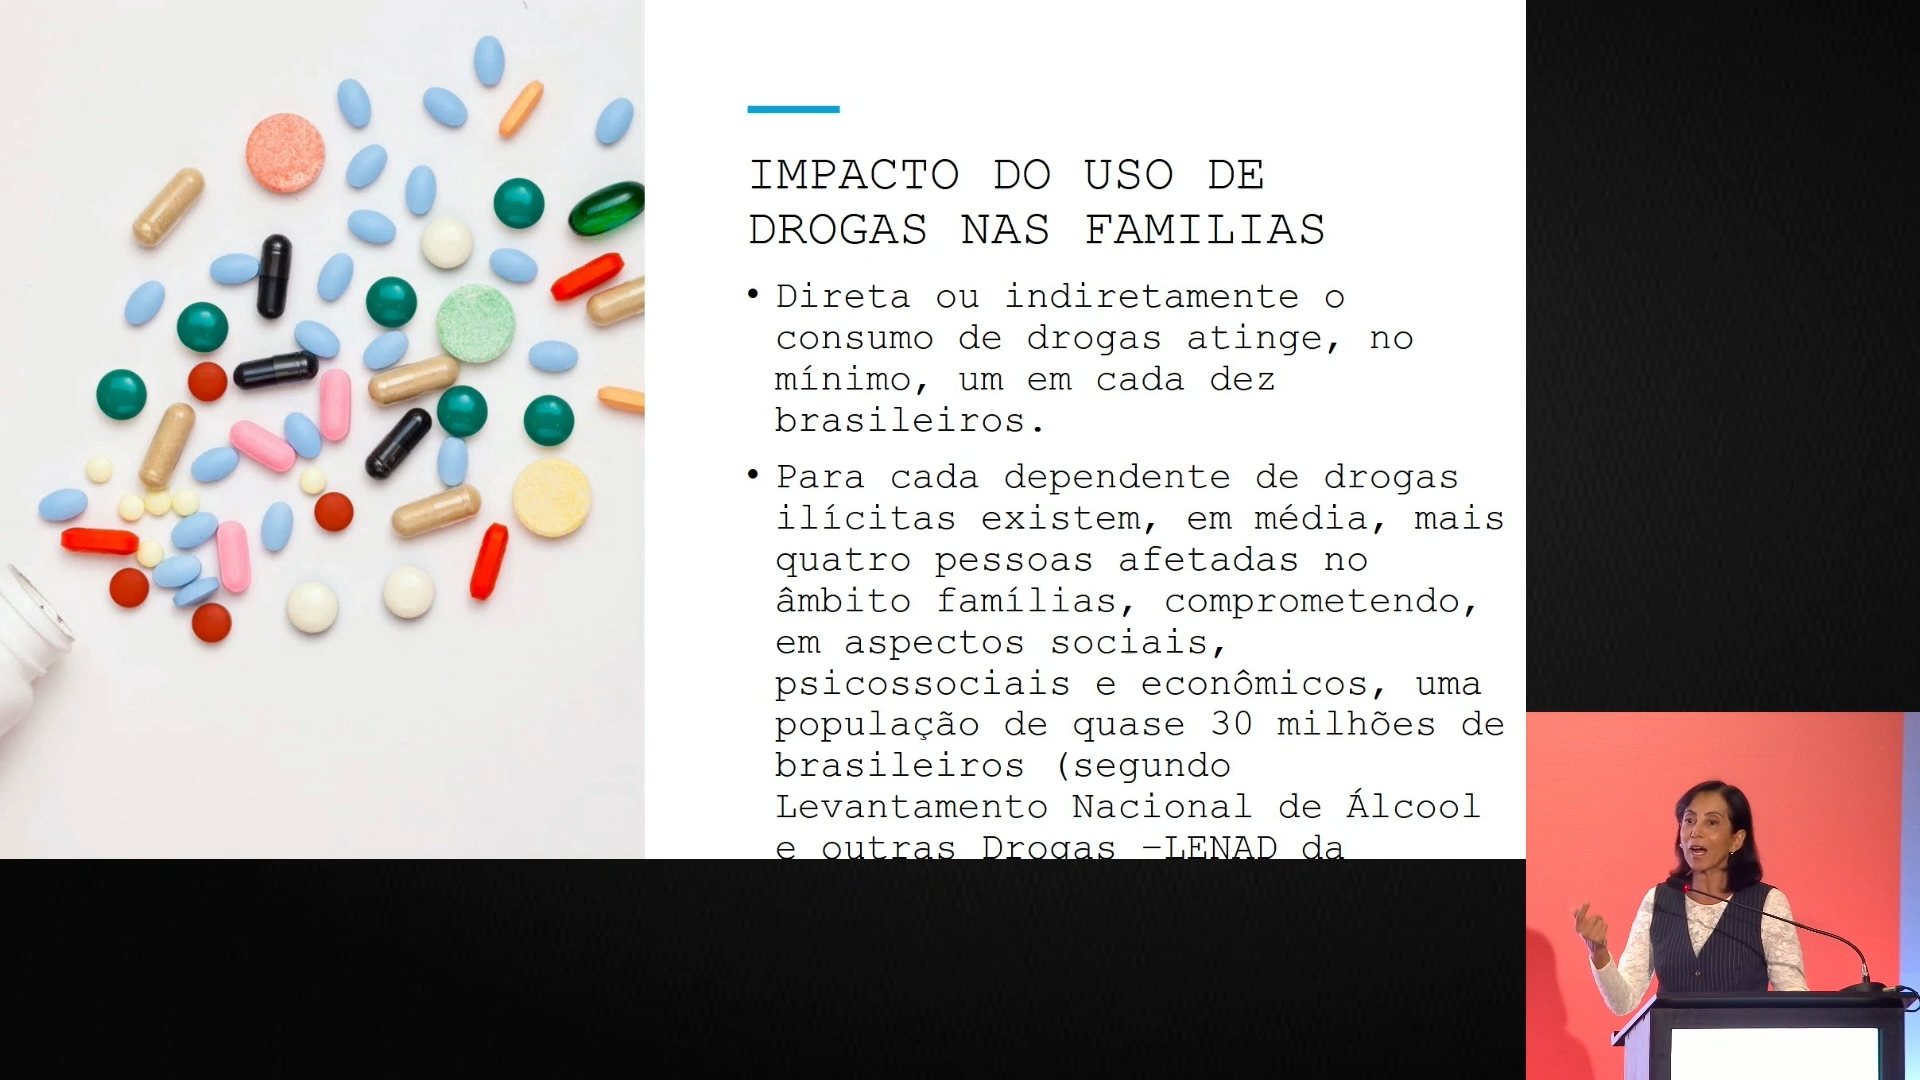 IMPACTO DO USO DE
DROGAS NAS FAMILIAS
• Direta ou indiretamente o
consumo de drogas atinge, no
mínimo, um em cada dez
brasileiros.
• Para cada dependente de drogas
ilícitas existem, em média, mais
quatro pessoas afetadas no
âmbito famílias, comprometendo,
em aspectos sociais,
psicossociais e econômicos, uma
população de quase 30 milhões de
brasileiros (segundo
Levantamento Nacional de Álcool
e outras Drogas –LENAD da